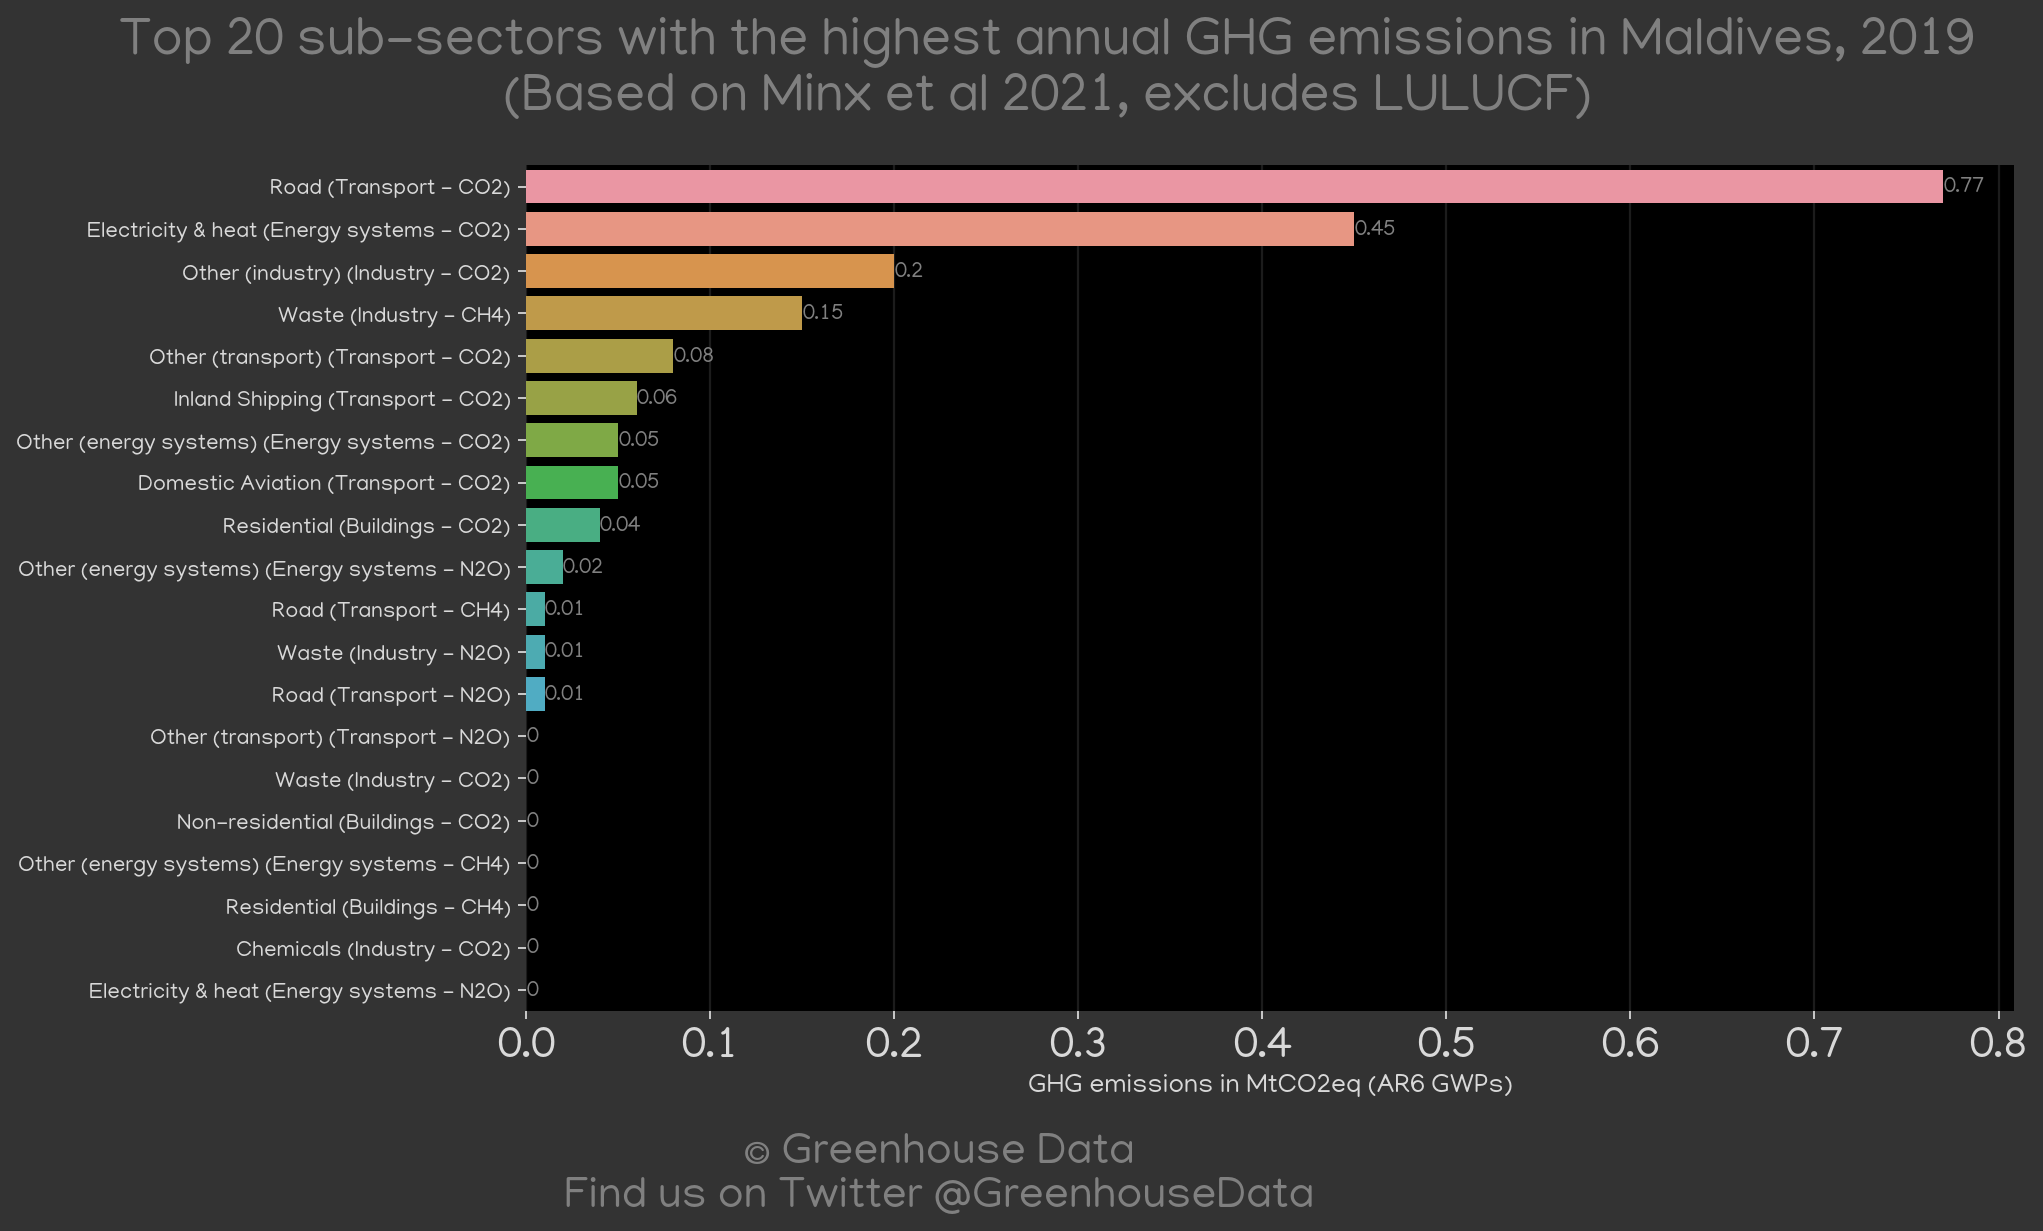 Top 20 sub-sectors with the highest annual GHG emissions in Maldives, 2019
(Based on Minx et al 2021, excludes LULUCF)
Road (Transport - CO2) 0.77
Electricity & heat (Energy systems - CO2) 0.45
Other (industry) (Industry - CO2) 0.2
Waste (Industry - CH4) 0.15
Other (transport) (Transport - CO2) 0.08
Inland Shipping (Transport - CO2) 0.06
Other (energy systems) (Energy systems - CO2) 0.05
Domestic Aviation (Transport - CO2) 0.05
Residential (Buildings - CO2) 0.04
Other (energy systems) (Energy systems - N2O) 0.02
Road (Transport - CH4) 0.01
Waste (Industry - N2O) 0.01
Road (Transport - N2O) 0.01
Other (transport) (Transport - N2O) 0
Waste (Industry - CO2) 0
Non-residential (Buildings - CO2) 0
Other (energy systems) (Energy systems - CH4) 0
Residential (Buildings - CH4) 0
Chemicals (Industry - CO2) 0
Electricity & heat (Energy systems - N2O) 0
0.0 0.1 0.2 0.3 0.4 0.5 0.6 0.7 0.8
GHG emissions in MtCO2eq (AR6 GWPs)
© Greenhouse Data
Find us on Twitter @GreenhouseData